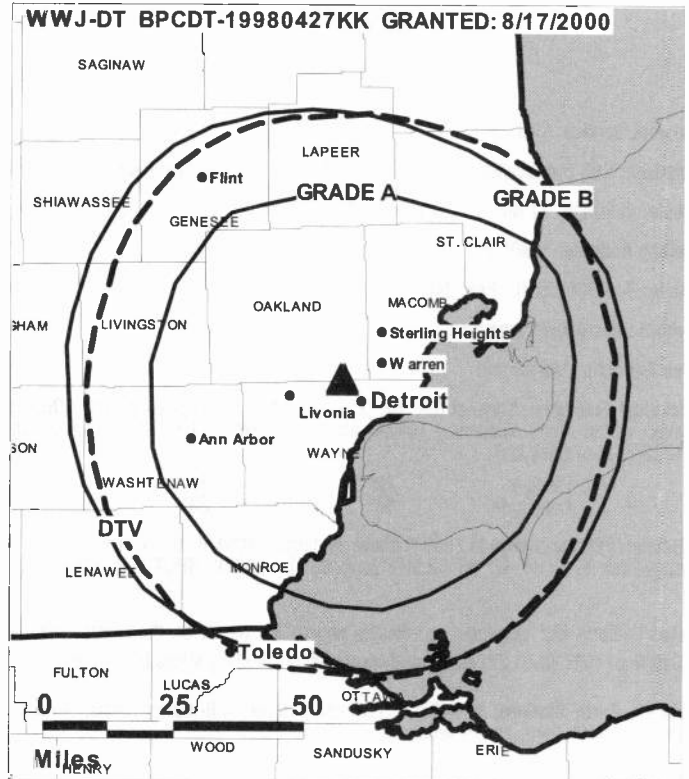 WWJ-DT BPCDT-19980427KK GRANTED: 8/17/2000
SAGINAW
LAPEER
Flint
GRADE A
GRADE B
SHIAWASSEE
GENESEE
ST. CLAIR
OAKLAND
MACOMB
GHAM
LIVINGSTON
Sterling Heights
Warren
Detroit
Livonia
Ann Arbor
SON
WAYNE
WASHTENAW
DTV
LENAWEE
MONROE
Toledo
FULTON
LUCAS
OTTAWA
0 25 50
Miles
WOOD
SANDUSKY
ERIE
HENRY